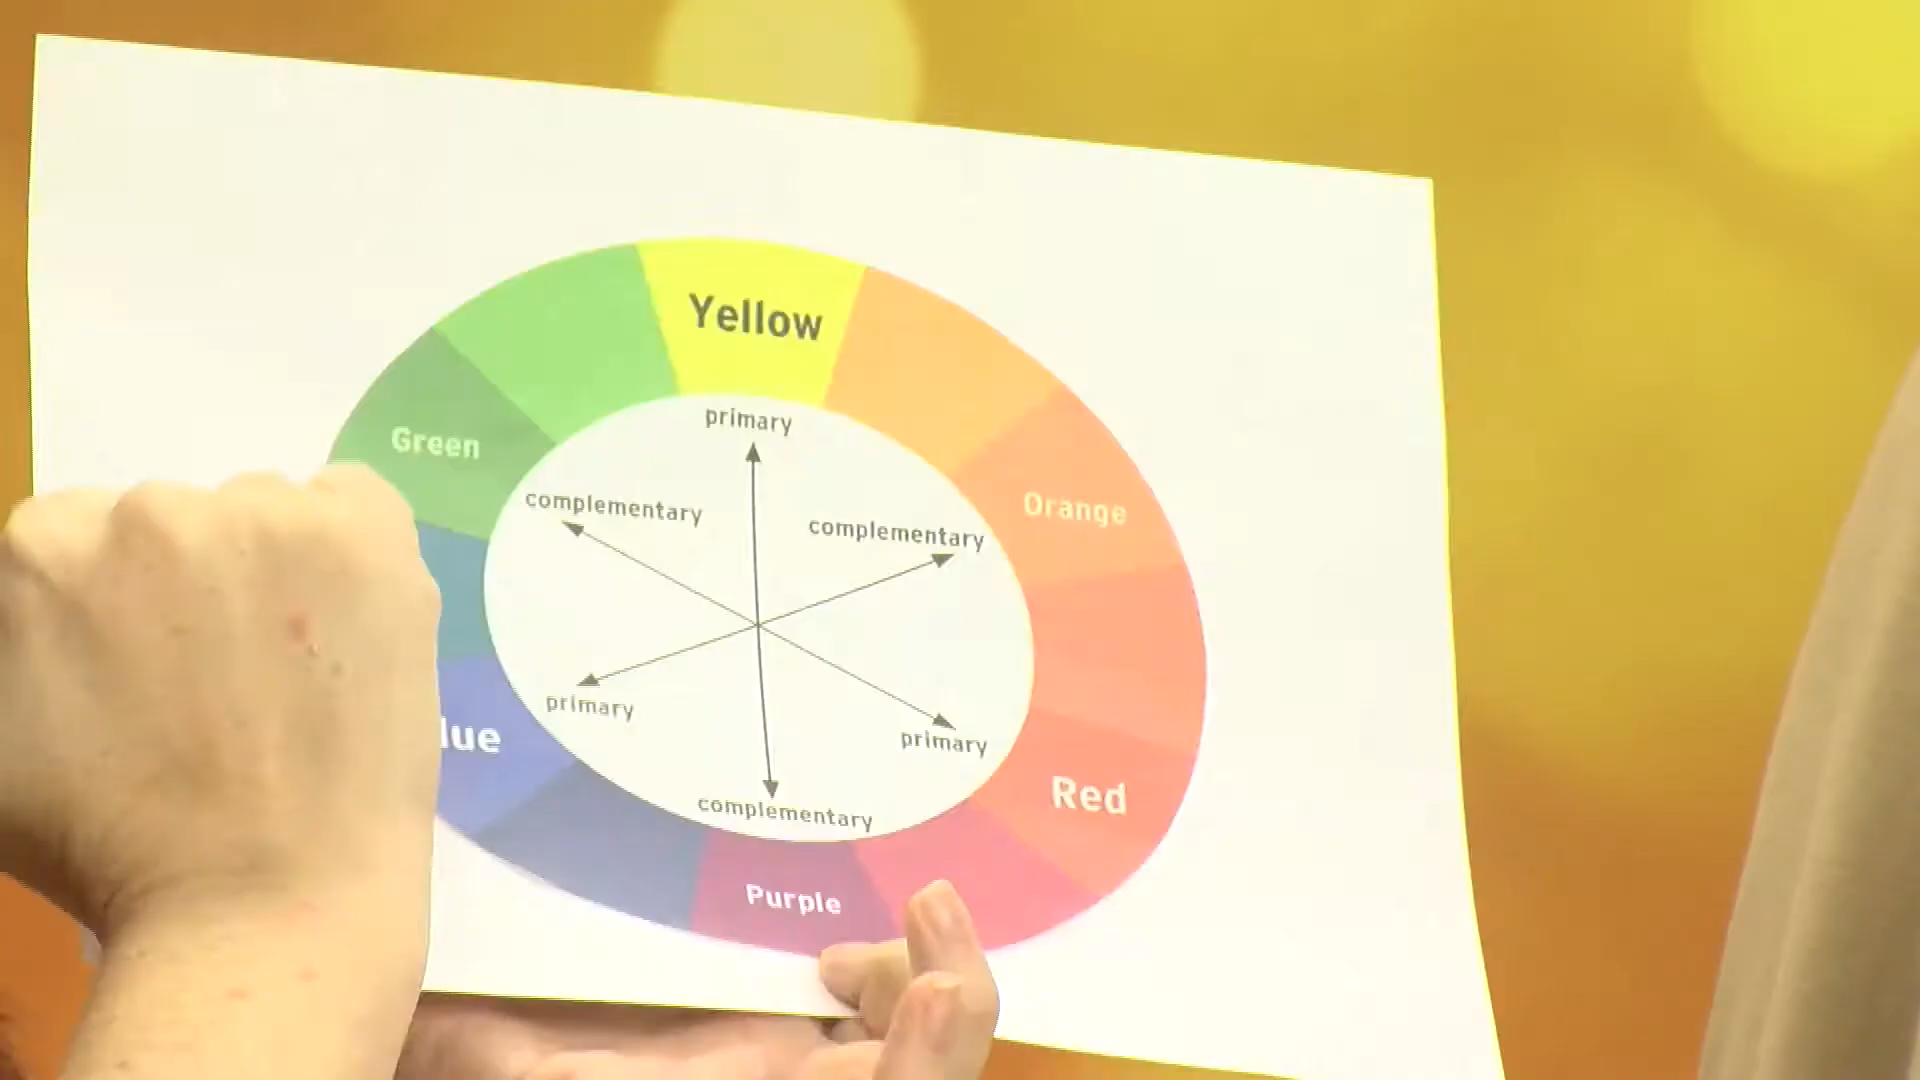 Yellow
primary
Green
complementary
Orange
complementary
primary
lue
primary
Red
complementary
Purple